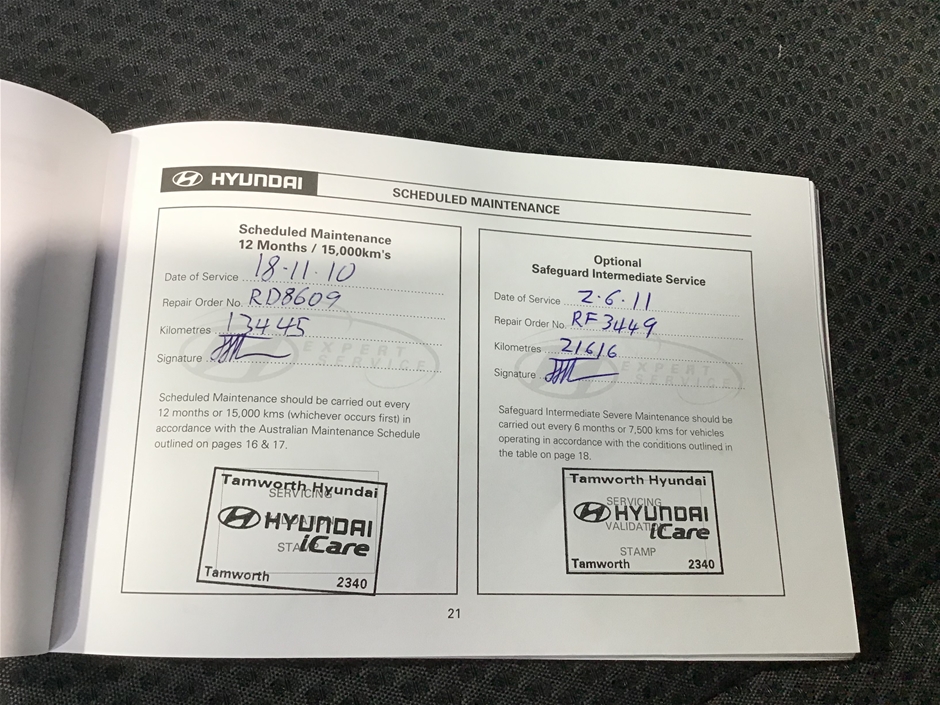 HYUNDAI
SCHEDULED MAINTENANCE
Scheduled Maintenance
12 Months / 15,000km's
Date of Service 18-11-10
Repair Order No. RD8609
Kilometres 13445
Signature
EXPERT
SERVICE
Scheduled Maintenance should be carried out every
12 months or 15,000 kms (whichever occurs first) in
accordance with the Australian Maintenance Schedule
outlined on pages 16 & 17.
Tamworth Hyundai
SERVICING
HYUNDAI
VALIDATION
iCare
STAMP
Tamworth 2340
Optional
Safeguard Intermediate Service
Date of Service 2.6.11
Repair Order No. RF3449
Kilometres 21616
Signature
EXPERT
SERVICE
Safeguard Intermediate Severe Maintenance should be
carried out every 6 months or 7,500 kms for vehicles
operating in accordance with the conditions outlined in
the table on page 18.
Tamworth Hyundai
SERVICING
HYUNDAI
VALIDATION
iCare
STAMP
Tamworth 2340
21